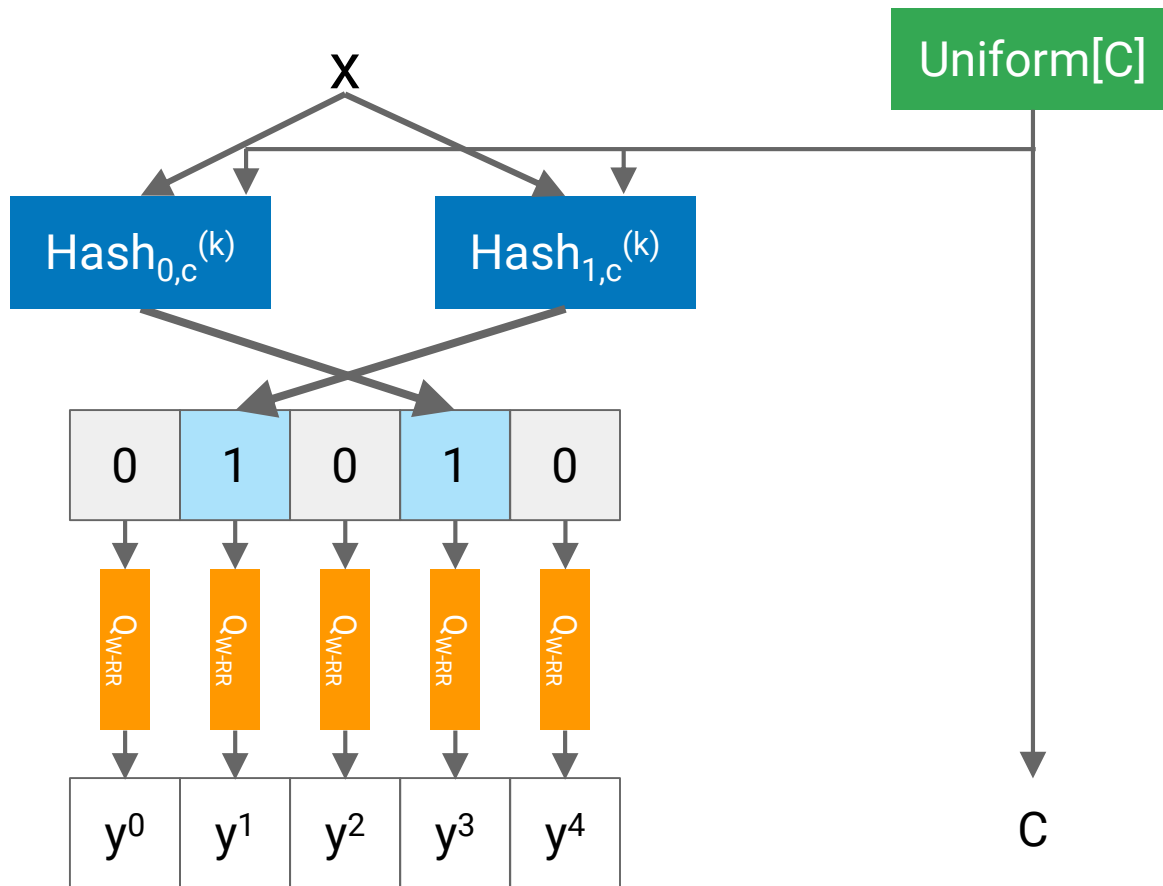 Uniform[C]
X
Hash0,c(k) Hash1,c(k)
0 1 0 1 0
QW-RR QW-RR QW-RR QW-RR QW-RR
y0 y1 y2 y3 y4 C